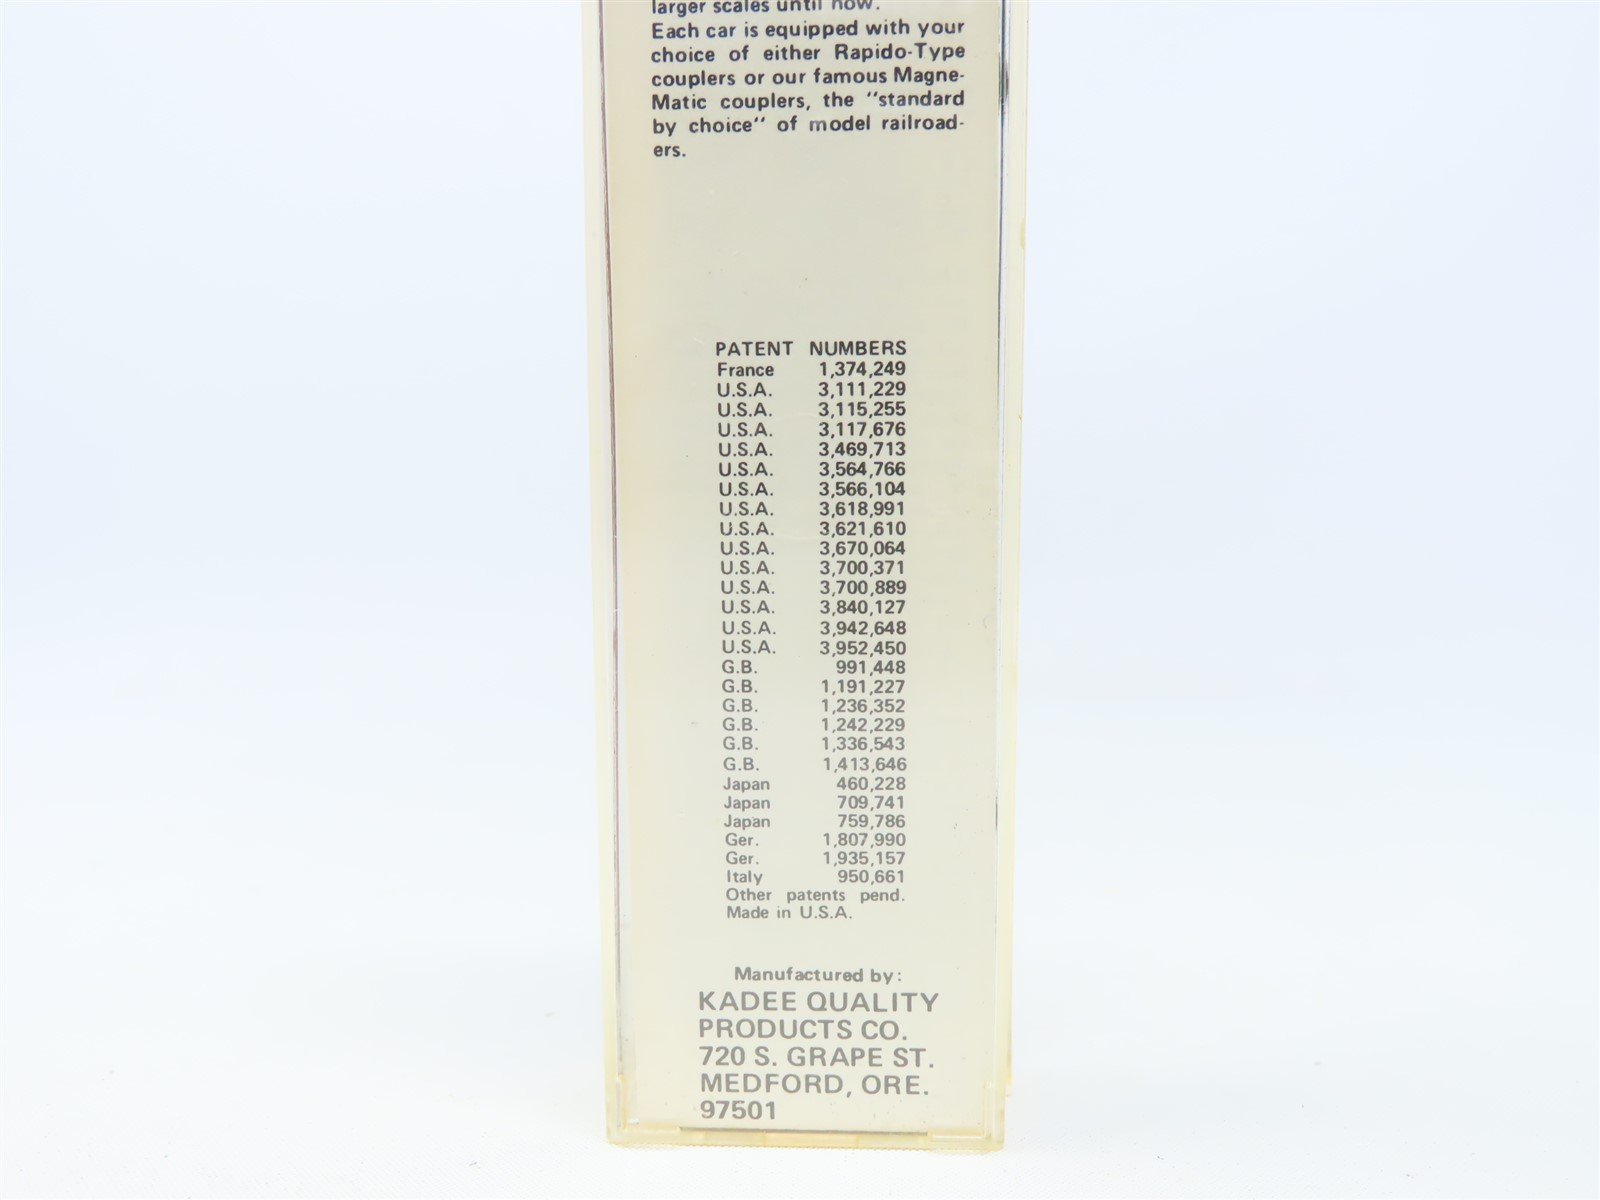 larger scales until now.
Each car is equipped with your
choice of either Rapido-Type
couplers or our famous Magne-
Matic couplers, the "standard
by choice" of model railroad-
ers.
PATENT NUMBERS
France 1,374,249
U.S.A. 3,111,229
U.S.A. 3,115,255
U.S.A. 3,117,676
U.S.A. 3,469,713
U.S.A. 3,564,766
U.S.A. 3,566,104
U.S.A. 3,618,991
U.S.A. 3,621,610
U.S.A. 3,670,064
U.S.A. 3,700,371
U.S.A. 3,700,889
U.S.A. 3,840,127
U.S.A. 3,942,648
U.S.A. 3,952,450
G.B. 991,448
G.B. 1,191,227
G.B. 1,236,352
G.B. 1,242,229
G.B. 1,336,543
G.B. 1,413,646
Japan 460,228
Japan 709,741
Japan 759,786
Ger. 1,807,990
Ger. 1,935,157
Italy 950,661
Other patents pend.
Made in U.S.A.
Manufactured by:
KADEE QUALITY
PRODUCTS CO.
720 S. GRAPE ST.
MEDFORD, ORE.
97501